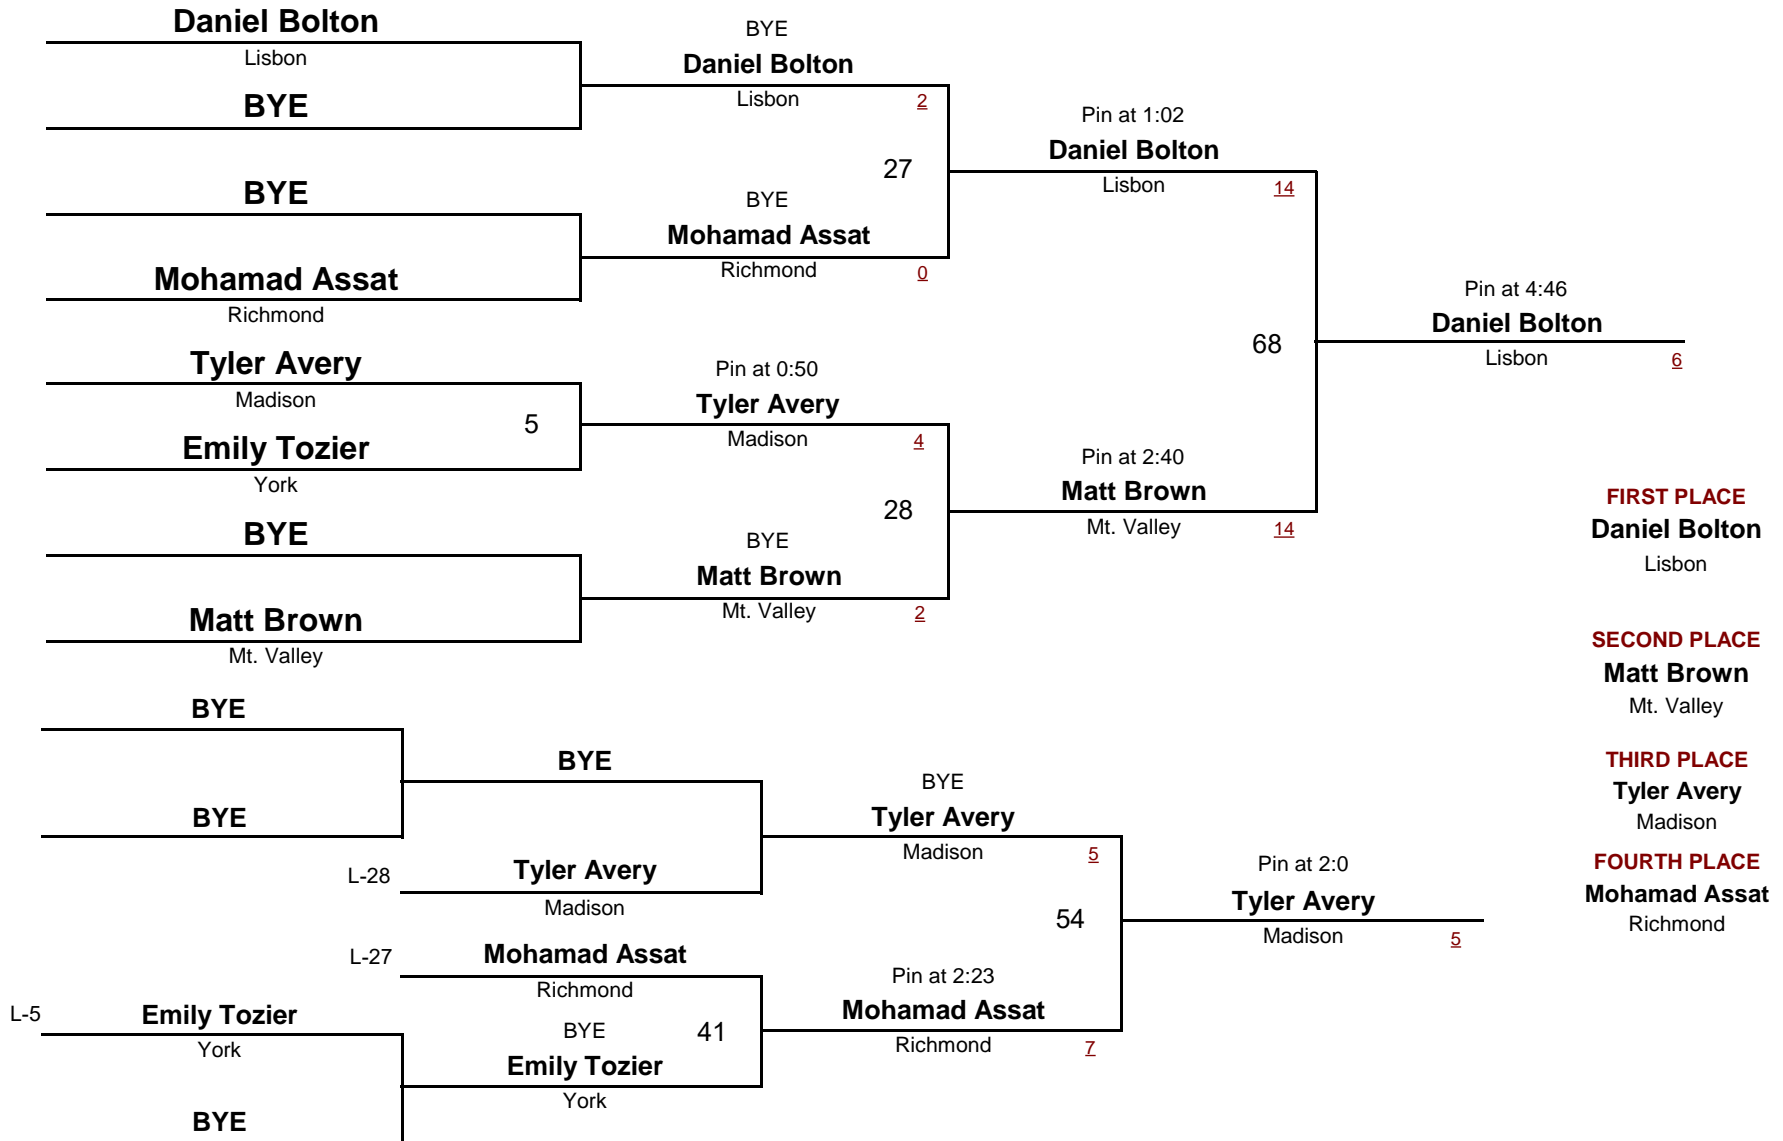 Daniel Bolton
Lisbon
BYE
BYE
Mohamad Assat
Richmond
Tyler Avery
Madison
5
Emily Tozier
York
BYE
Matt Brown
Mt. Valley
BYE
Daniel Bolton
Lisbon 2
27
BYE
Mohamad Assat
Richmond 0
Pin at 0:50
Tyler Avery
Madison 4
28
BYE
Matt Brown
Mt. Valley 2
Pin at 1:02
Daniel Bolton
Lisbon 14
68
Pin at 2:40
Matt Brown
Mt. Valley 14
Pin at 4:46
Daniel Bolton
Lisbon 6
FIRST PLACE
Daniel Bolton
Lisbon
SECOND PLACE
Matt Brown
Mt. Valley
THIRD PLACE
Tyler Avery
Madison
FOURTH PLACE
Mohamad Assat
Richmond
BYE
BYE
L-5 Emily Tozier
York
BYE
BYE
L-28 Tyler Avery
Madison
L-27 Mohamad Assat
Richmond
BYE 41
Emily Tozier
York
BYE
Tyler Avery
Madison 5
54
Pin at 2:23
Mohamad Assat
Richmond 7
Pin at 2:0
Tyler Avery
Madison 5